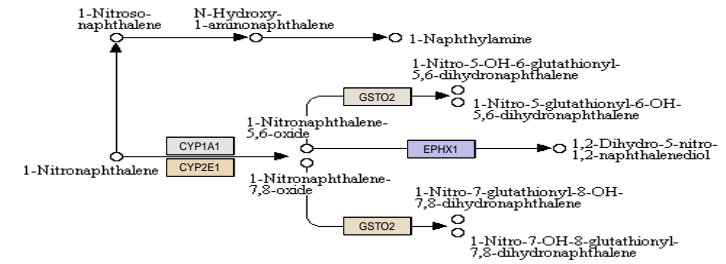 1-Nitroso-
naphthalene
N-Hydroxy-
1-aminonaphthalene
1-Naphthylamine
1-Nitro-5-OH-6-glutathionyl-
5,6-dihydronaphthalene
GSTO2
1-Nitro-5-glutathionyl-6-OH-
5,6-dihydronaphthalene
1-Nitronaphthalene-
5,6-oxide
CYP1A1
EPHX1
1,2-Dihydro-5-nitro-
1,2-naphthalenediol
CYP2E1
1-Nitronaphthalene
1-Nitronaphthalene-
7,8-oxide
1-Nitro-7-glutathionyl-8-OH-
7,8-dihydronaphthalene
GSTO2
1-Nitro-7-OH-8-glutathionyl-
7,8-dihydronaphthalene